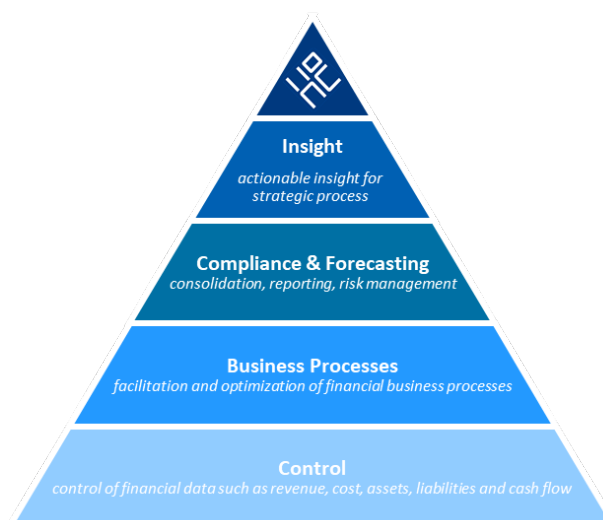 Insight
actionable insight for
strategic process
Compliance & Forecasting
consolidation, reporting, risk management
Business Processes
facilitation and optimization of financial business processes
Control
control of financial data such as revenue, cost, assets, liabilities and cash flow